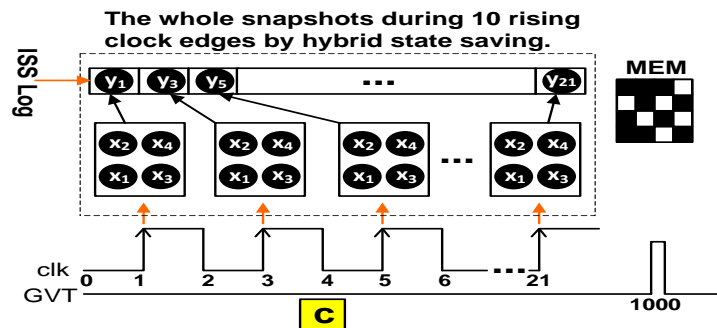 The whole snapshots during 10 rising
clock edges by hybrid state saving.
ISS Log
y1 y3 y5 --- y21
MEM
x2 x4 x2 x4 x2 x4 x2 x4
---
x1 x3 x1 x3 x1 x3 x1 x3
clk
0 1 2 3 4 5 6 --- 21
GVT
1000
C